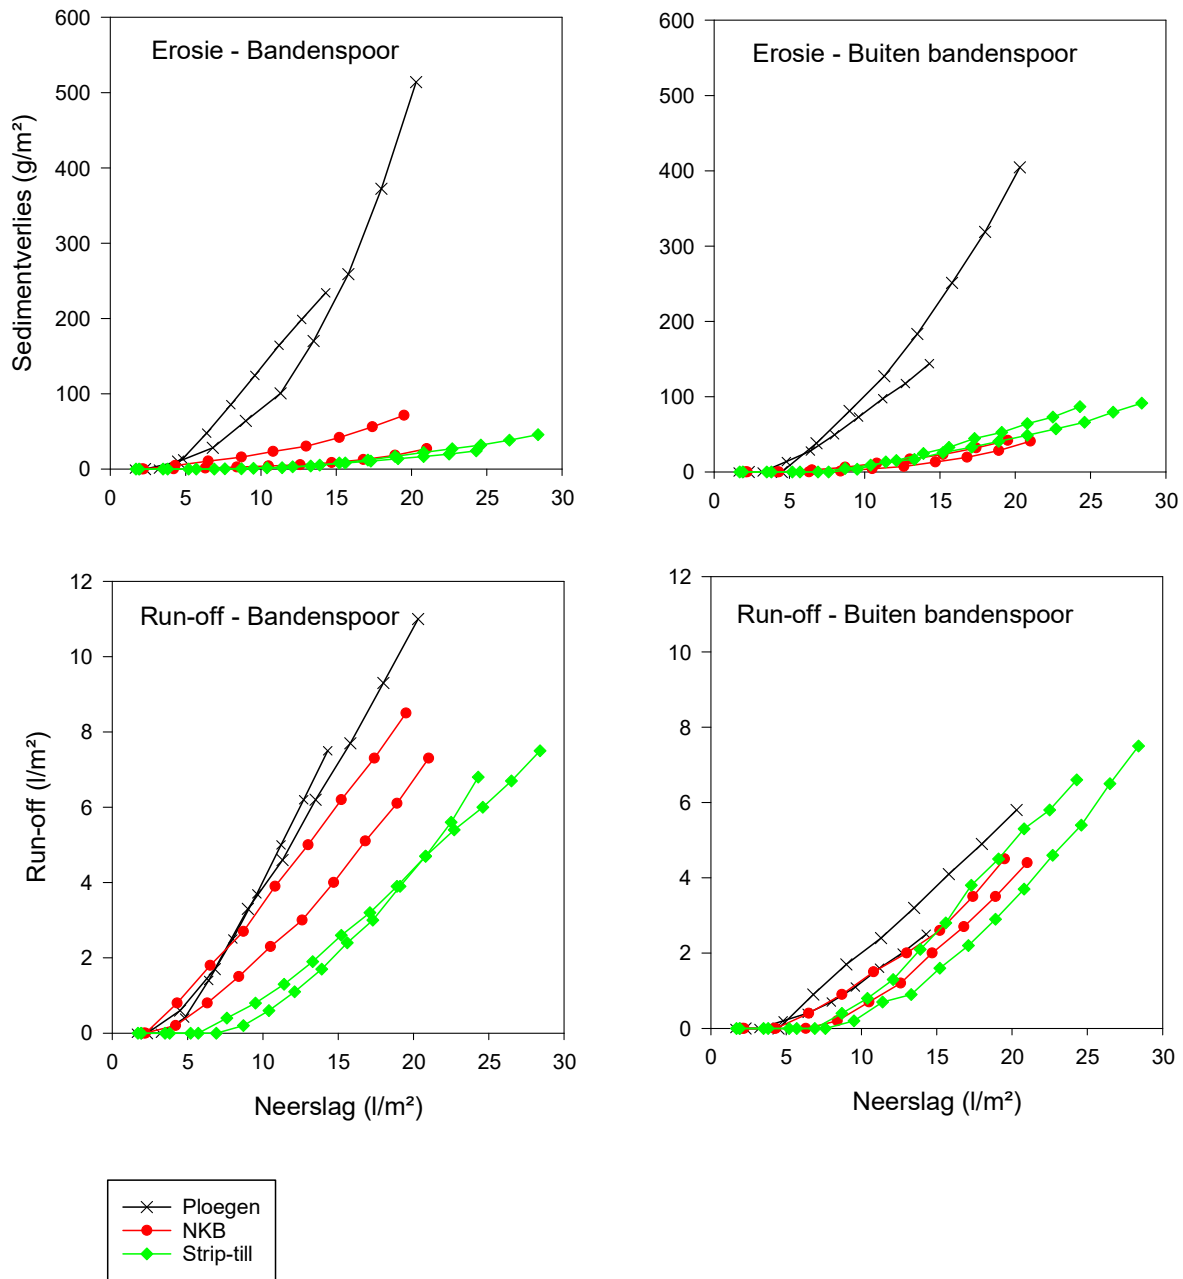 Erosie - Bandenspoor
Sedimentverlies (g/m²)
600
500
400
300
200
100
0
0 5 10 15 20 25 30
Erosie - Buiten bandenspoor
600
500
400
300
200
100
0
0 5 10 15 20 25 30
Run-off - Bandenspoor
Run-off (l/m²)
12
10
8
6
4
2
0
0 5 10 15 20 25 30
Neerslag (l/m²)
Run-off - Buiten bandenspoor
12
10
8
6
4
2
0
0 5 10 15 20 25 30
Neerslag (l/m²)
Ploegen
NKB
Strip-till